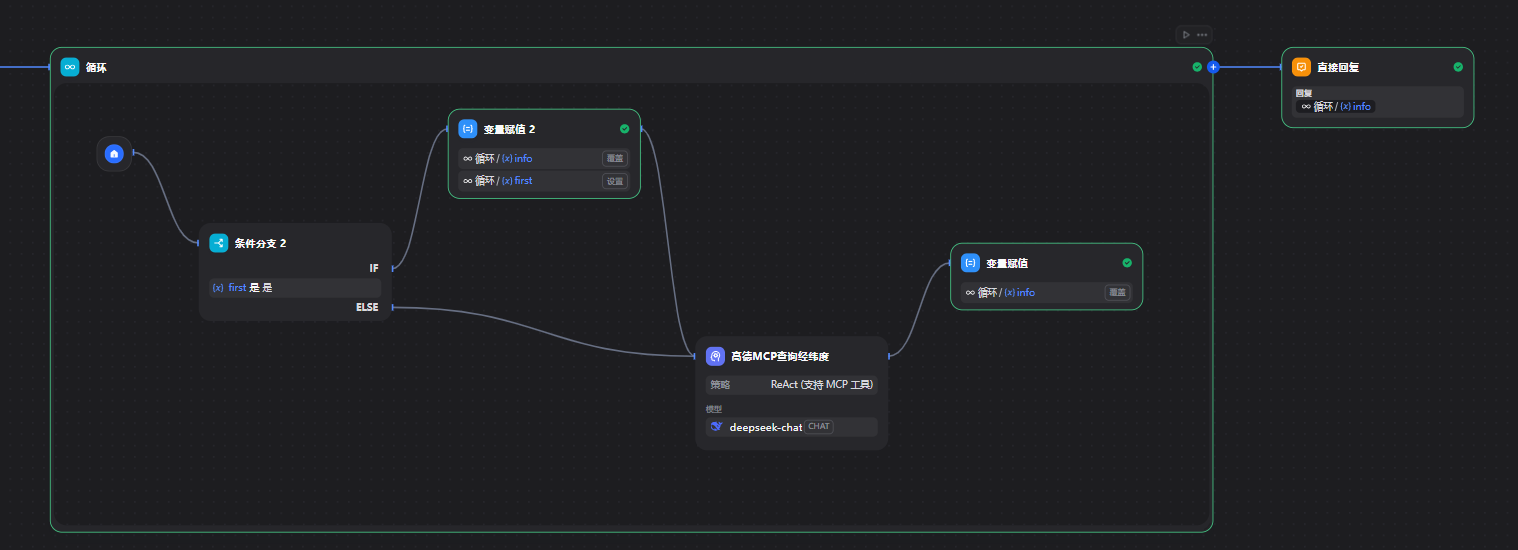 循环
直接回复
回复
循环 / (x) info
变量赋值 2
循环 / (x) info 覆盖
循环 / (x) first 设置
条件分支 2
IF
(x) first 是 是
ELSE
变量赋值
循环 / (x) info 覆盖
高德MCP查询经纬度
策略 ReAct (支持 MCP 工具)
模型
deepseek-chat CHAT